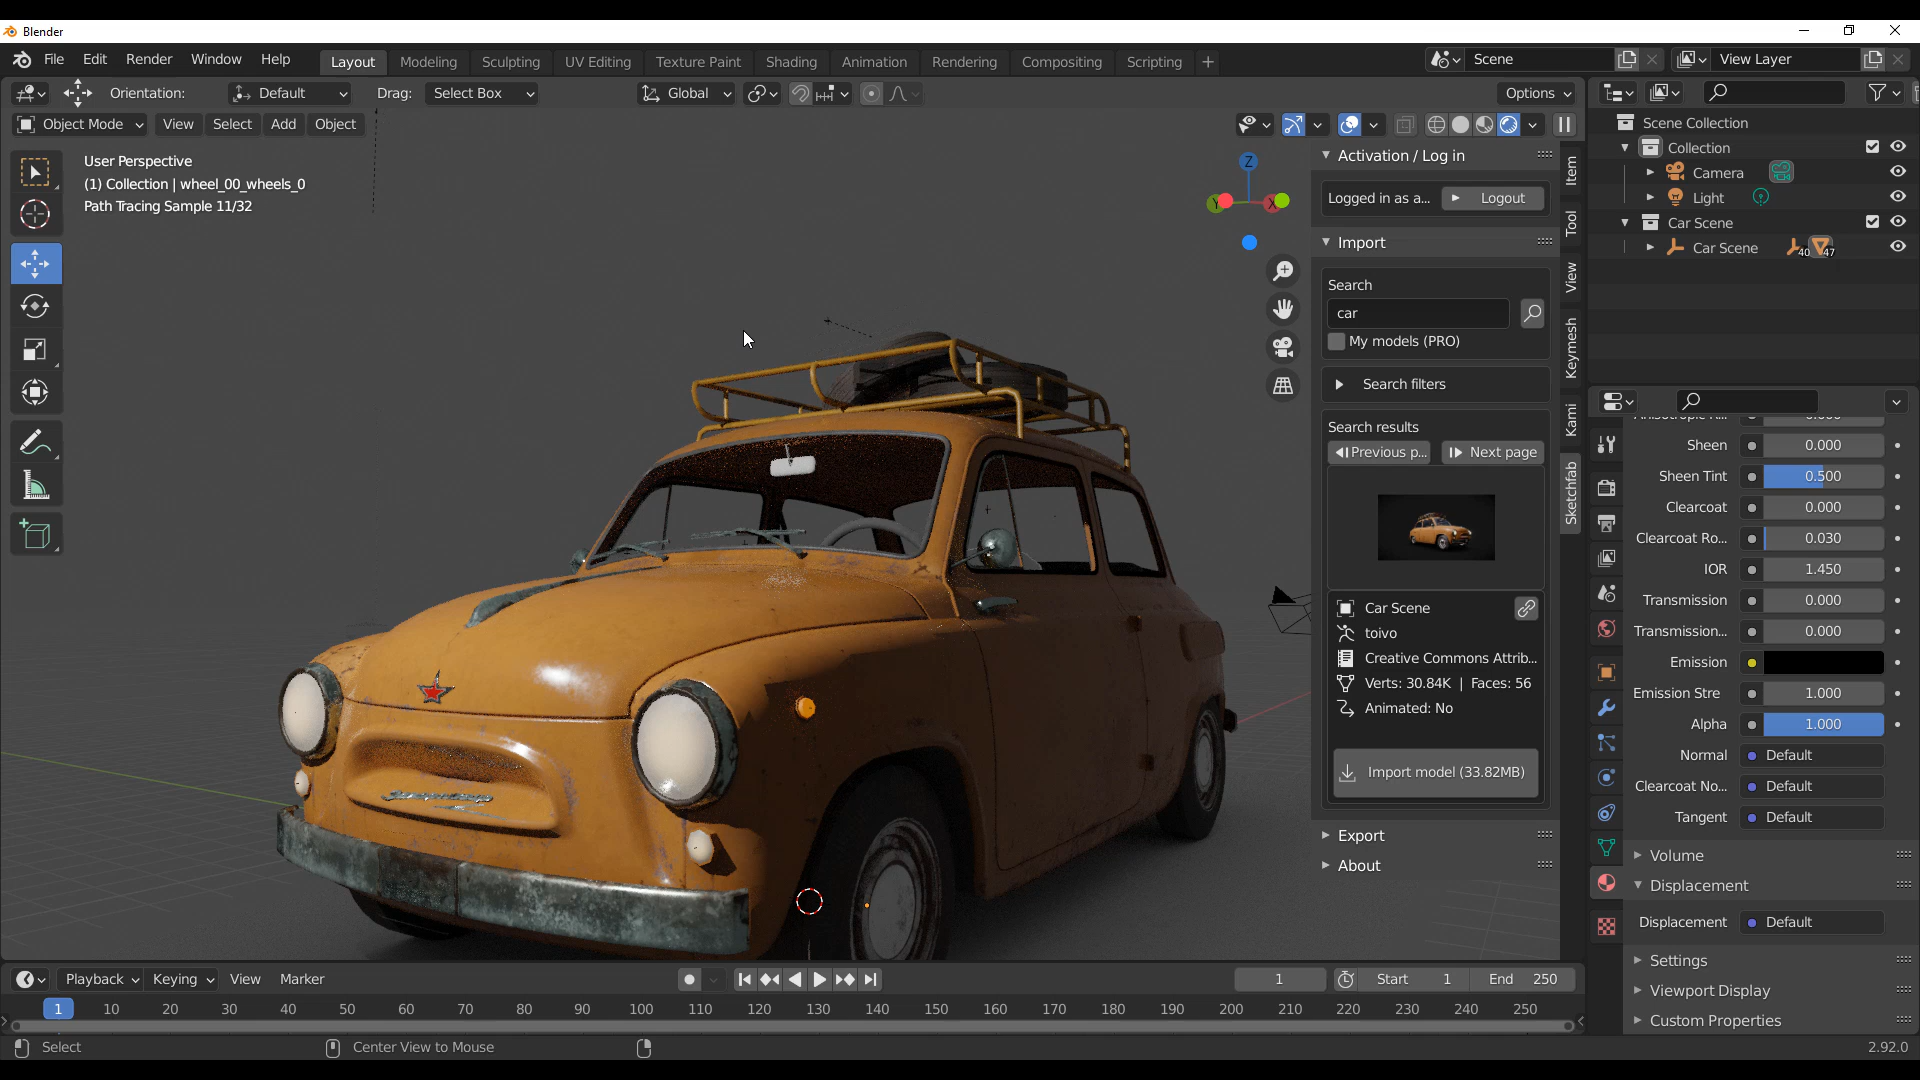 Blender
File Edit Render Window Help Layout Modeling Sculpting UV Editing Texture Paint Shading Animation Rendering Compositing Scripting + Scene View Layer
Orientation: Default Drag: Select Box Global Options
Object Mode View Select Add Object
User Perspective
(1) Collection | wheel_00_wheels_0
Path Tracing Sample 11/32
Z
Y
X
Activation / Log in
Logged in as a... Logout
Import
Search
car
My models (PRO)
Search filters
Search results
Previous p... Next page
Car Scene
toivo
Creative Commons Attrib...
Verts: 30.84K | Faces: 56
Animated: No
Import model (33.82MB)
Export
About
Item
Tool
View
Keymesh
Kami
Sketchfab
Scene Collection
Collection
Camera
Light
Car Scene
Car Scene 40 47
Sheen 0.000
Sheen Tint 0.500
Clearcoat 0.000
Clearcoat Ro... 0.030
IOR 1.450
Transmission 0.000
Transmission... 0.000
Emission
Emission Stre 1.000
Alpha 1.000
Normal Default
Clearcoat No... Default
Tangent Default
Volume
Displacement
Displacement Default
Settings
Viewport Display
Custom Properties
Playback Keying View Marker 1 Start 1 End 250
1 10 20 30 40 50 60 70 80 90 100 110 120 130 140 150 160 170 180 190 200 210 220 230 240 250
Select Center View to Mouse 2.92.0